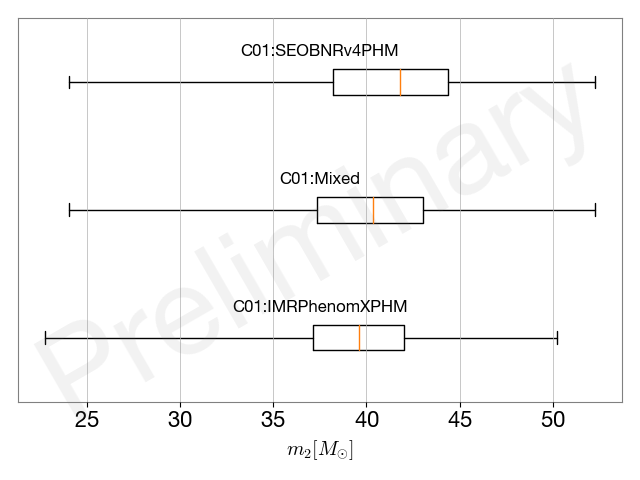 C01:SEOBNRv4PHM
C01:Mixed
C01:IMRPhenomXPHM
Preliminary
25 30 35 40 45 50
m₂[M⊙]